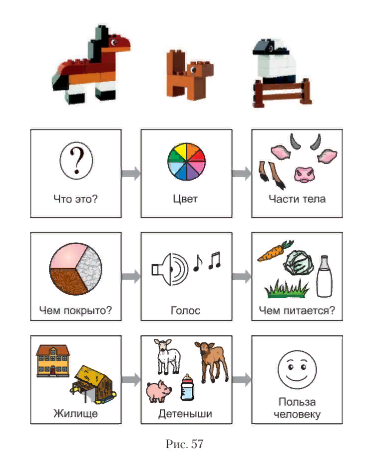 ?
Что это?
Цвет
Части тела
Чем покрыто?
Голос
Чем питается?
Жилище
Детеныши
Польза
человеку
Рис. 57